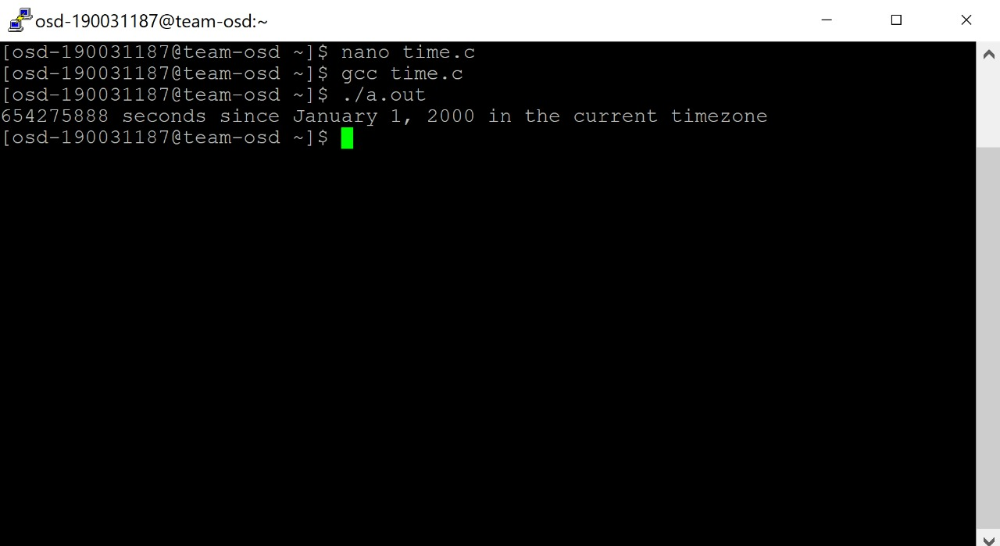 osd-190031187@team-osd:~
[osd-190031187@team-osd ~]$ nano time.c
[osd-190031187@team-osd ~]$ gcc time.c
[osd-190031187@team-osd ~]$ ./a.out
654275888 seconds since January 1, 2000 in the current timezone
[osd-190031187@team-osd ~]$